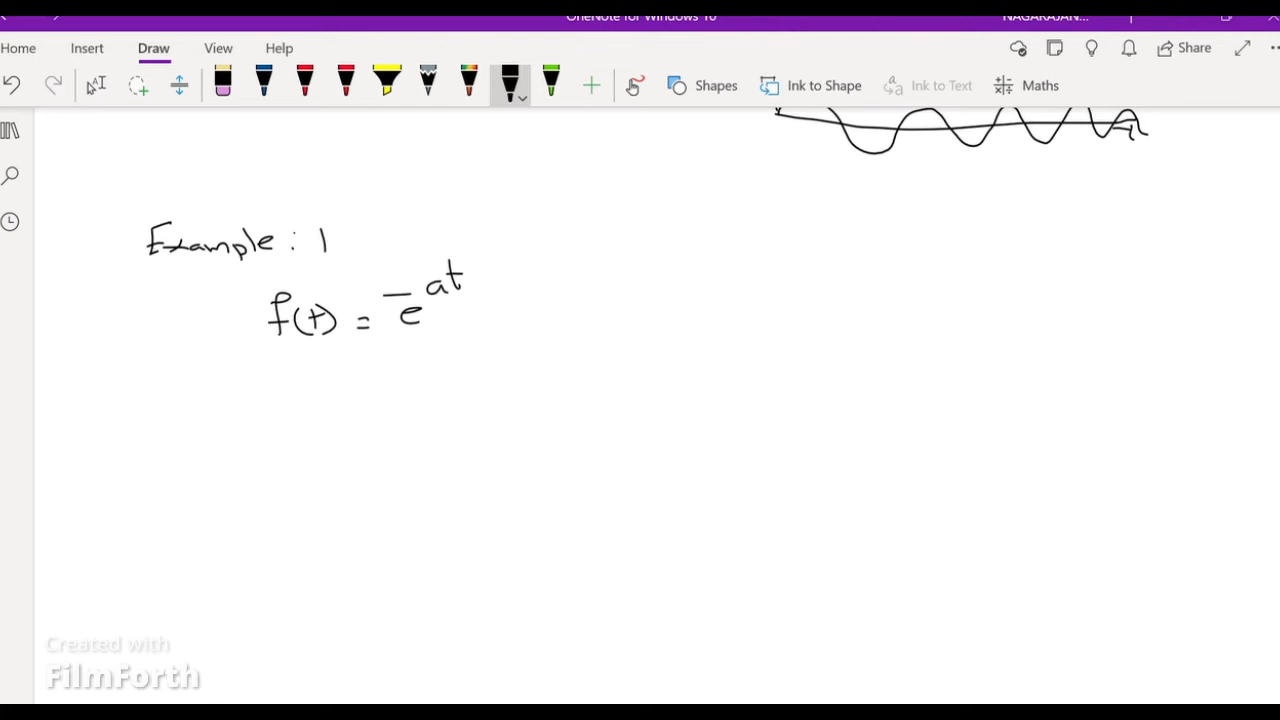 OneNote for Windows 10 NAGARAJAN...
Home Insert Draw View Help Share
Shapes Ink to Shape Ink to Text Maths
Example : 1
f(t) = e̅ ᵃᵗ
Created with
FilmForth